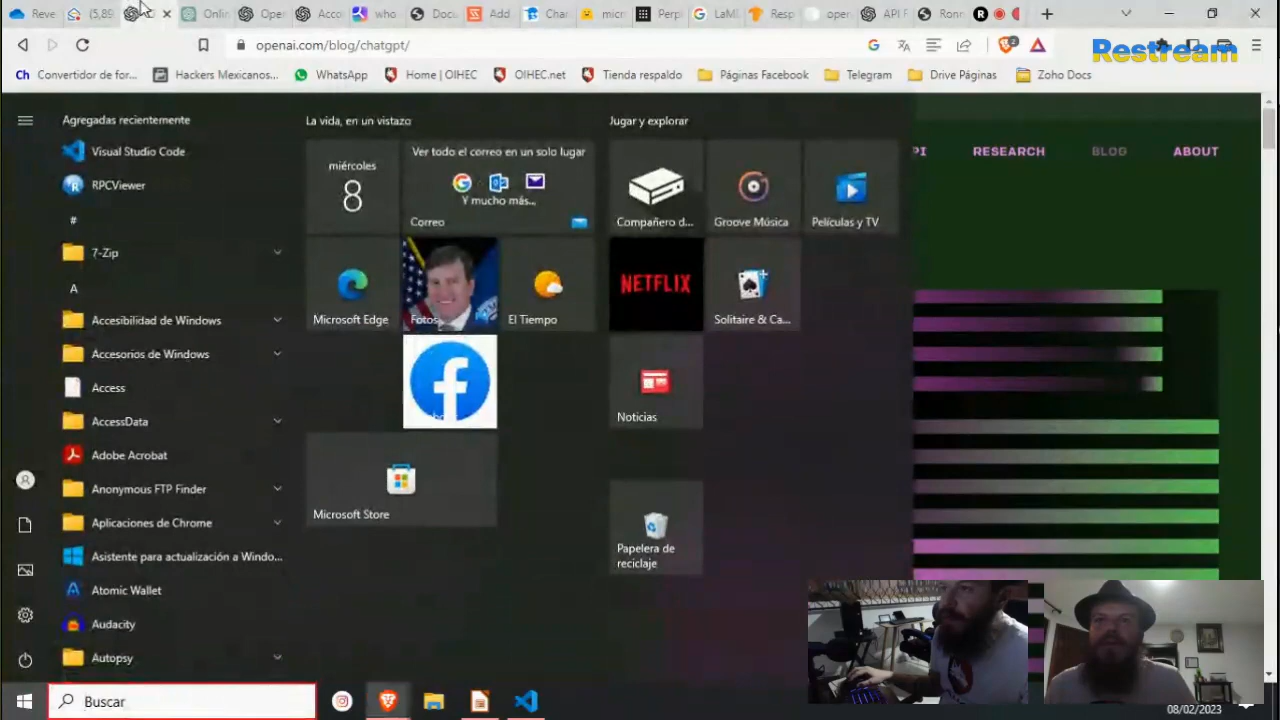 Reve
(5,89
Onlin
Ope
Acco
who
Docu
Add
Char
micr
Perp
LaM
Resp
oper
API F
Ronn
openai.com/blog/chatgpt/
2
Restream
Ch Convertidor de for...
Hackers Mexicanos...
WhatsApp
Home | OIHEC
OIHEC.net
Tienda respaldo
Páginas Facebook
Telegram
Drive Páginas
Zoho Docs
Agregadas recientemente
Visual Studio Code
RPCViewer
#
7-Zip
A
Accesibilidad de Windows
Accesorios de Windows
Access
AccessData
Adobe Acrobat
Anonymous FTP Finder
Aplicaciones de Chrome
Asistente para actualización a Windo...
Atomic Wallet
Audacity
Autopsy
La vida, en un vistazo
miércoles
8
Ver todo el correo en un solo lugar
Y mucho más...
Correo
Microsoft Edge
Fotos
El Tiempo
Microsoft Store
Jugar y explorar
Compañero d...
Groove Música
Películas y TV
NETFLIX
Solitaire & Ca...
Noticias
Papelera de
reciclaje
PI
RESEARCH
BLOG
ABOUT
Buscar
08/02/2023